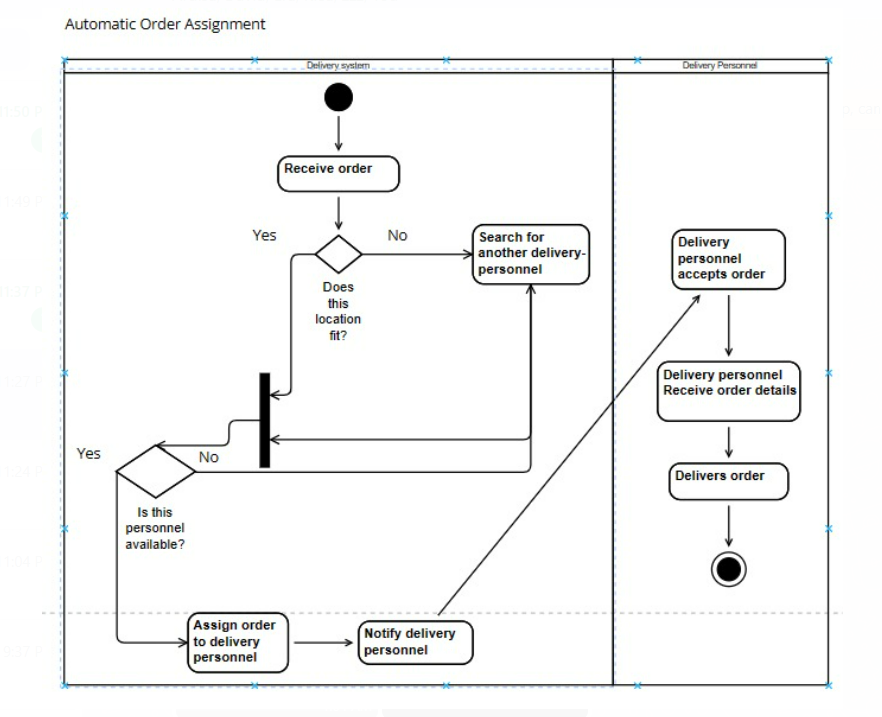 Automatic Order Assignment
Delivery system
Delivery Personnel
Receive order
Yes
No
Search for
another delivery-
personnel
Does
this
location
fit?
Delivery
personnel
accepts order
Delivery personnel
Receive order details
Yes
No
Is this
personnel
available?
Delivers order
Assign order
to delivery
personnel
Notify delivery
personnel